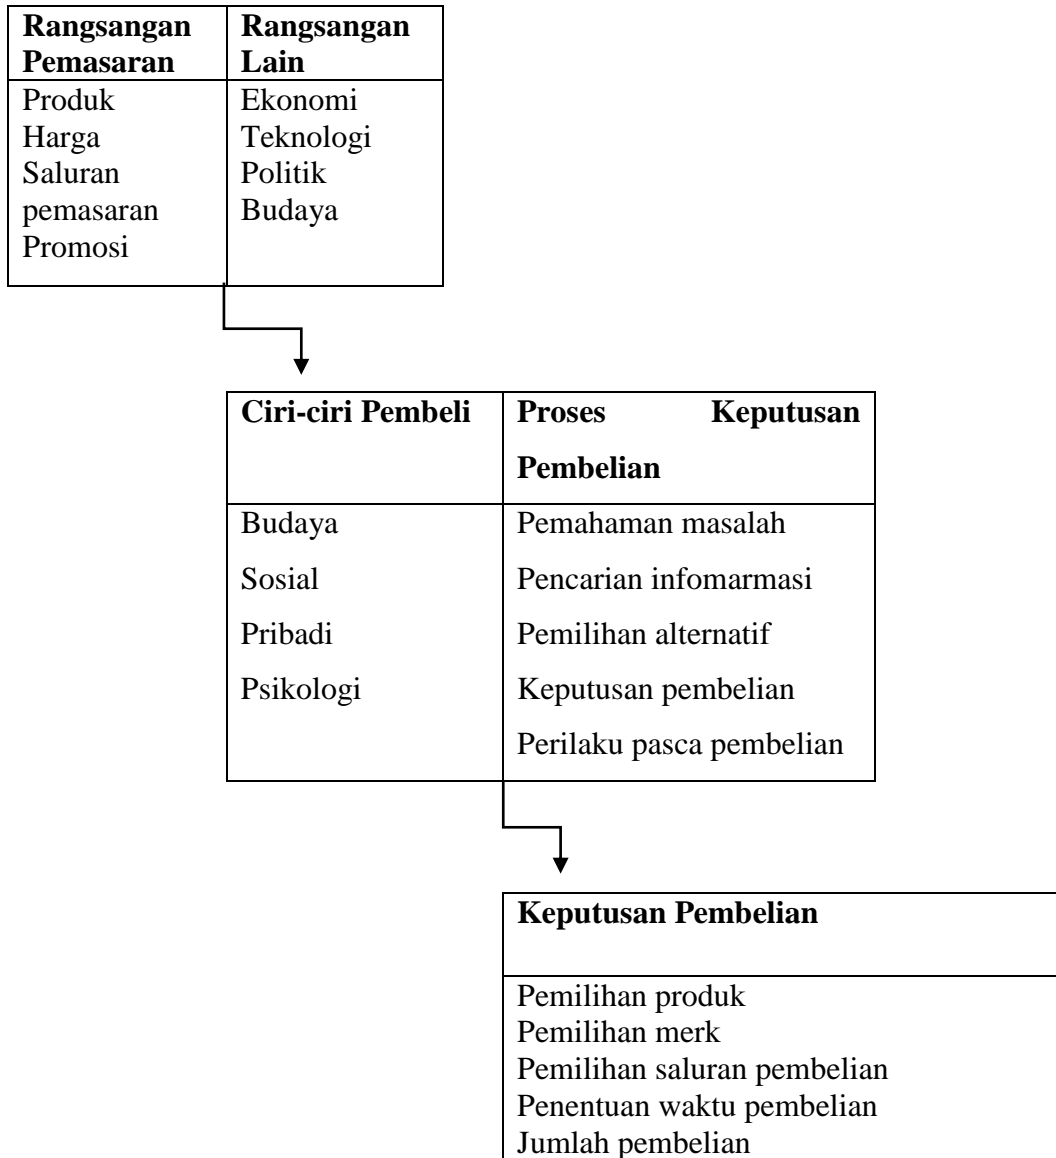 Rangsangan
Pemasaran
Rangsangan
Lain
Produk
Harga
Saluran
pemasaran
Promosi
Ekonomi
Teknologi
Politik
Budaya
Ciri-ciri Pembeli
Proses Keputusan
Pembelian
Budaya
Sosial
Pribadi
Psikologi
Pemahaman masalah
Pencarian infomarmasi
Pemilihan alternatif
Keputusan pembelian
Perilaku pasca pembelian
Keputusan Pembelian
Pemilihan produk
Pemilihan merk
Pemilihan saluran pembelian
Penentuan waktu pembelian
Jumlah pembelian